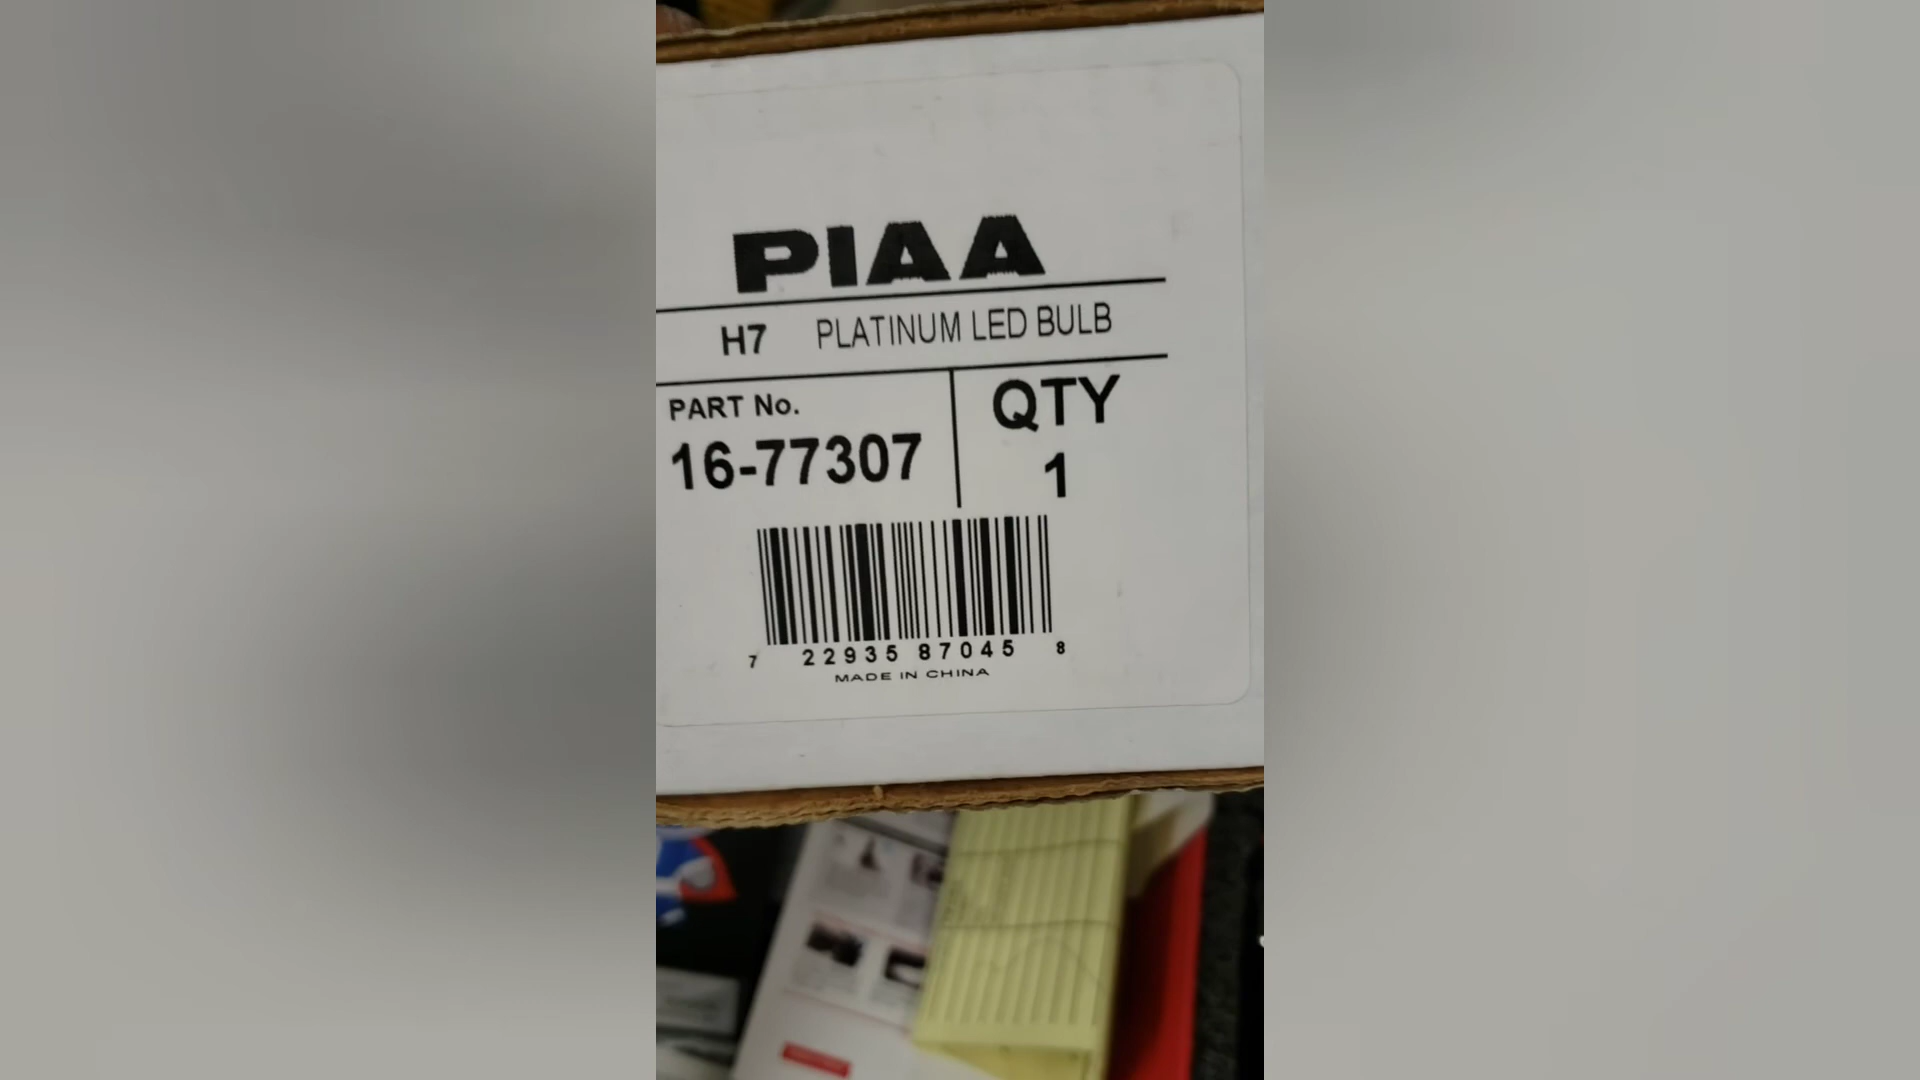 PIAA
H7 PLATINUM LED BULB
PART No.
16-77307
QTY
1
7 22935 87045 8
MADE IN CHINA